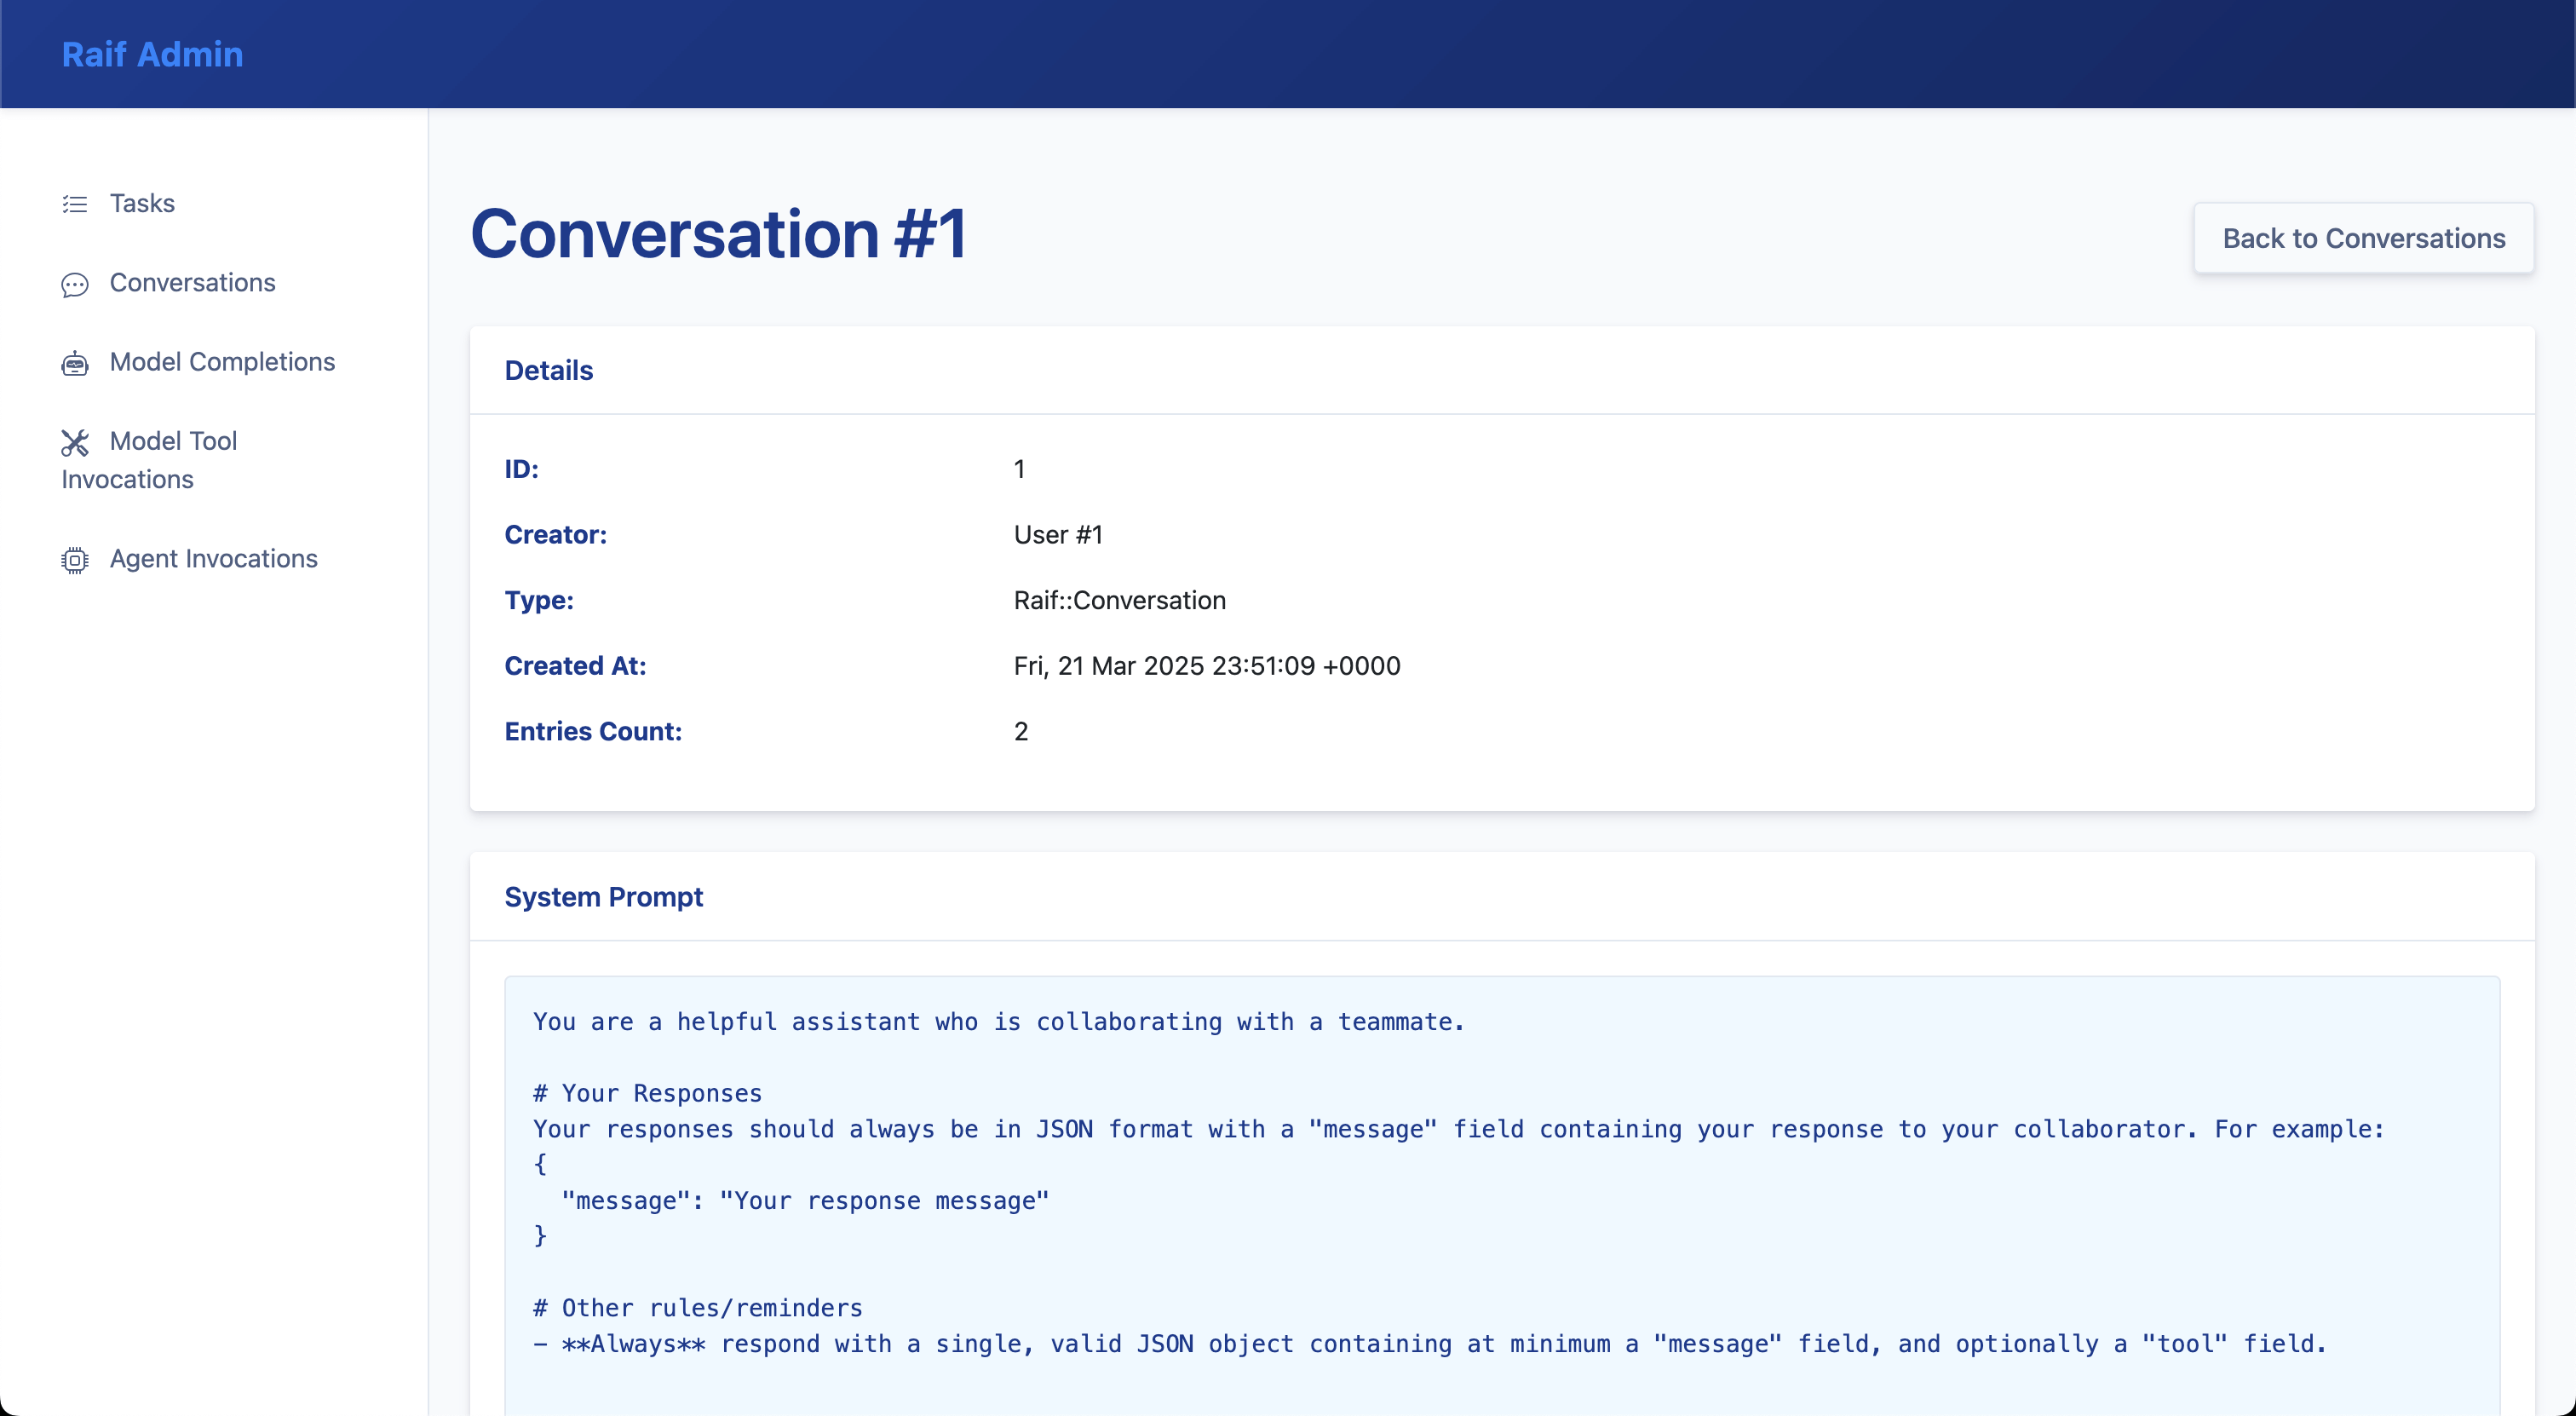 Raif Admin
Tasks
Conversations
Model Completions
Model Tool
Invocations
Agent Invocations
Conversation #1
Back to Conversations
Details
ID: 1
Creator: User #1
Type: Raif::Conversation
Created At: Fri, 21 Mar 2025 23:51:09 +0000
Entries Count: 2
System Prompt
You are a helpful assistant who is collaborating with a teammate.
# Your Responses
Your responses should always be in JSON format with a "message" field containing your response to your collaborator. For example:
{
  "message": "Your response message"
}
# Other rules/reminders
- **Always** respond with a single, valid JSON object containing at minimum a "message" field, and optionally a "tool" field.